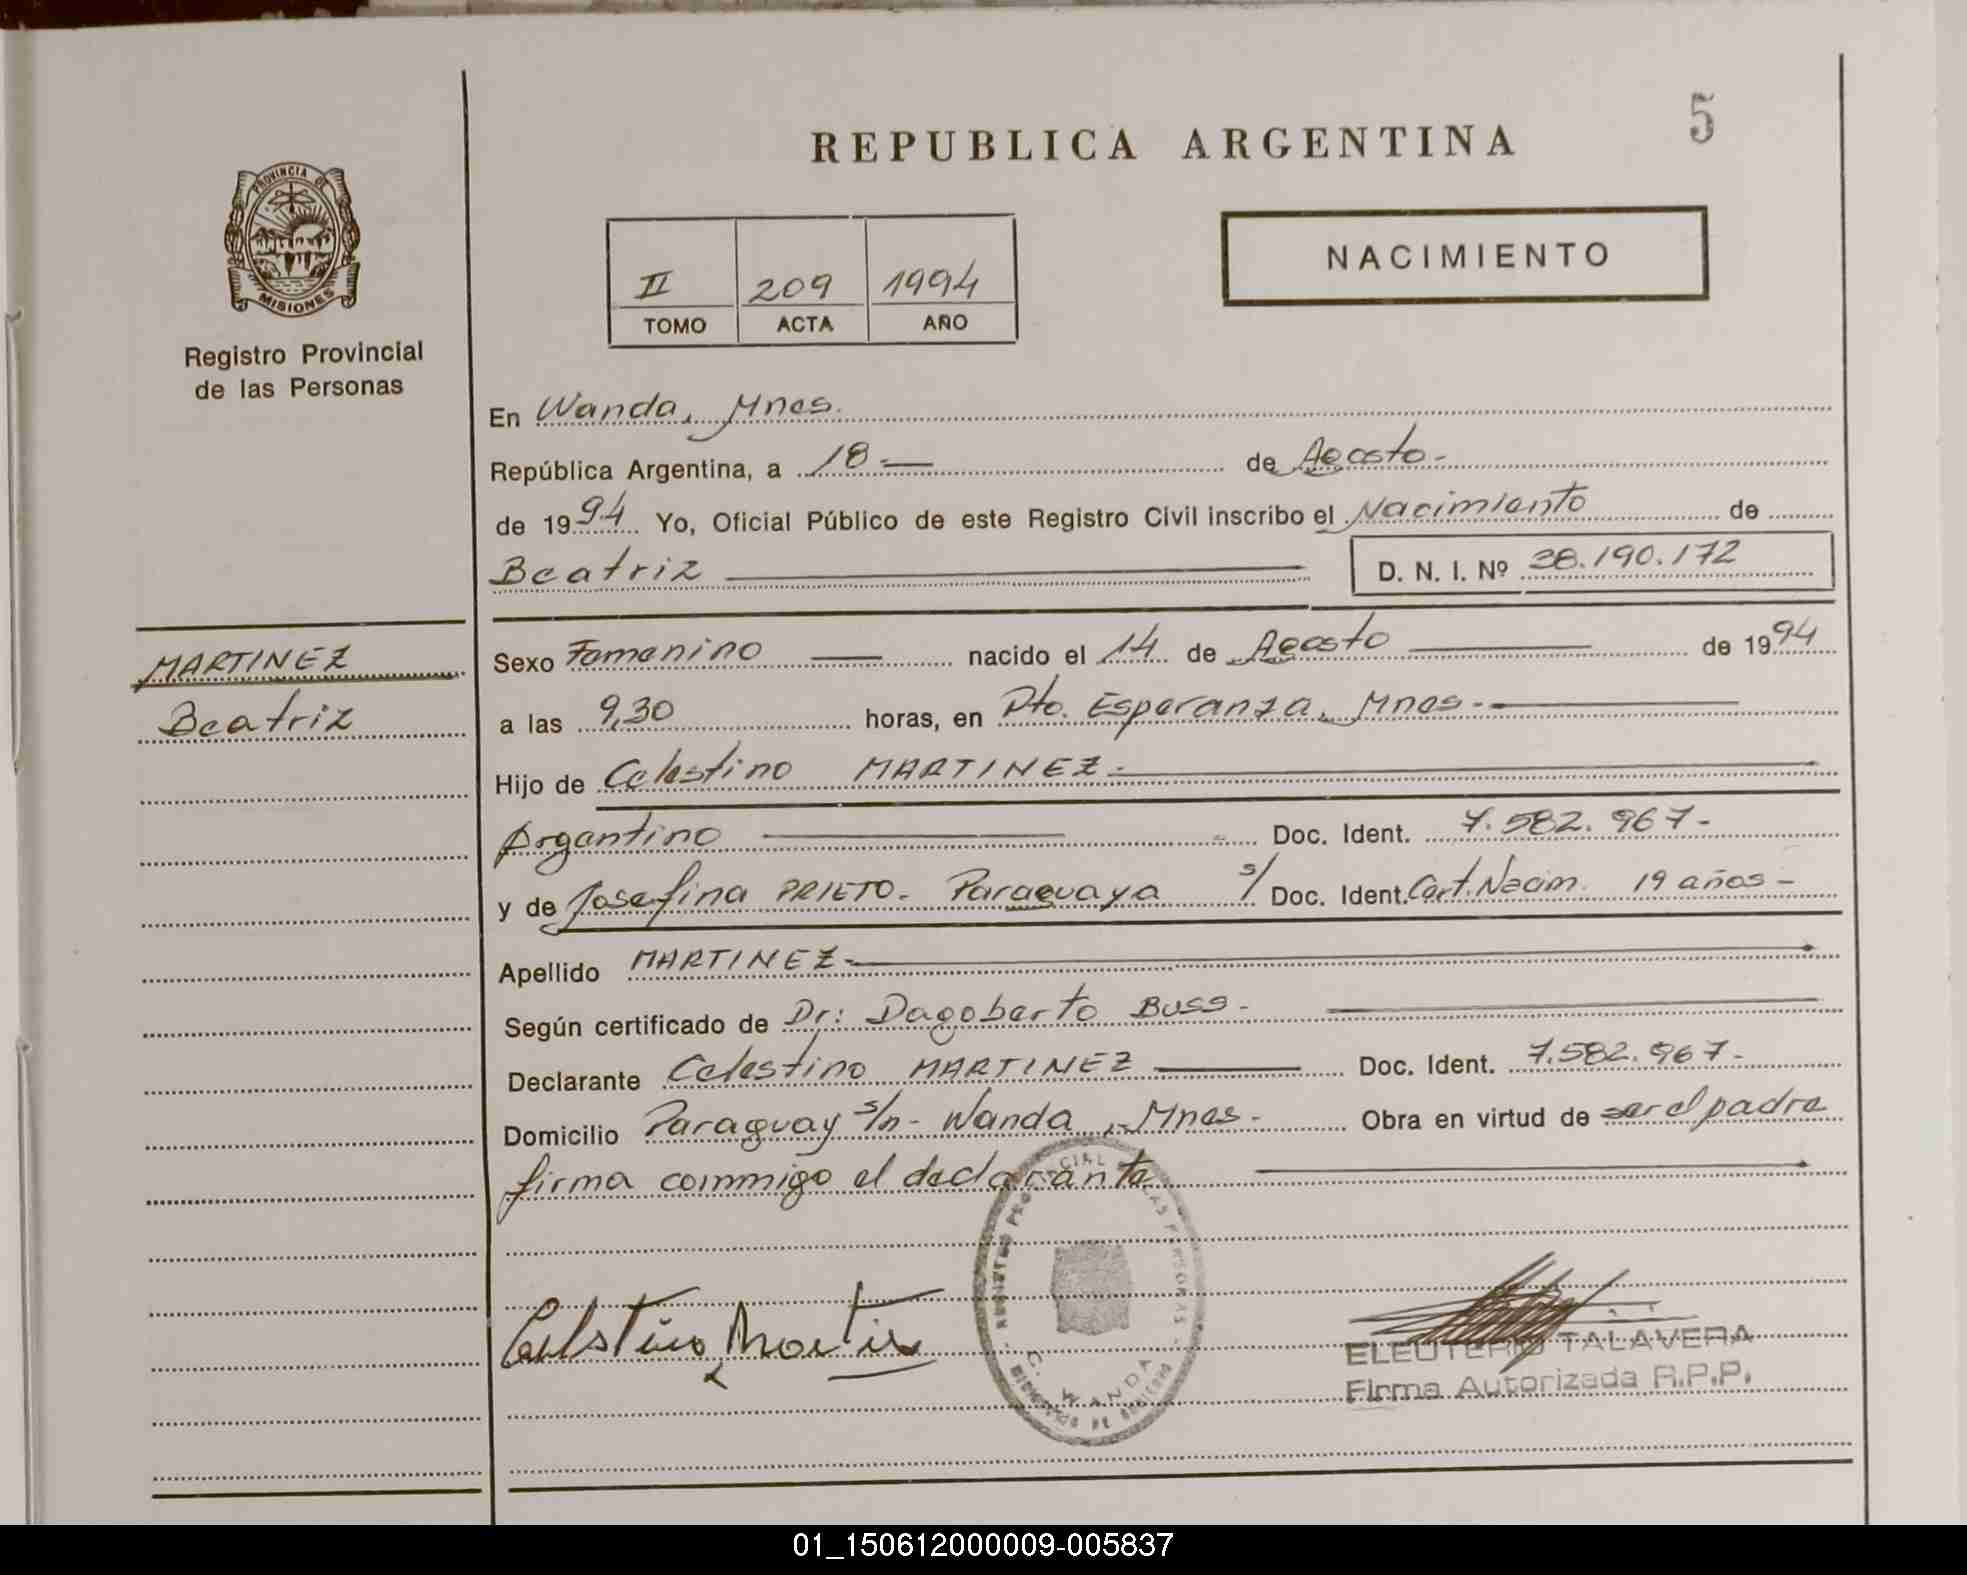 5
REPUBLICA ARGENTINA
PROVINCIA DE
MISIONES
Registro Provincial
de las Personas
II 209 1994
TOMO ACTA AÑO
NACIMIENTO
En Wanda, Mnes.
República Argentina, a 18 de Agosto.
de 1994 Yo, Oficial Público de este Registro Civil inscribo el Nacimiento de
Beatriz D. N. I. Nº 38.190.172
MARTINEZ
Beatriz
Sexo Femenino nacido el 14 de Agosto de 1994
a las 9,30 horas, en Pto. Esperanza, Mnes.
Hijo de Celestino MARTINEZ.
Argentino Doc. Ident. 7.582.967-
y de Josefina PRIETO. Paraguaya s/ Doc. Ident. Cert. Nacim. 19 años -
Apellido MARTINEZ-
Según certificado de Dr: Dagoberto BUSS -
Declarante Celestino MARTINEZ Doc. Ident. 7.582.967-
Domicilio Paraguay s/n - Wanda, Mnes. Obra en virtud de ser el padre
firma commigo el declarante
Celestino Martinez
ELEUTERIO TALAVERA
Firma Autorizada R.P.P.
WANDA
01_150612000009-005837